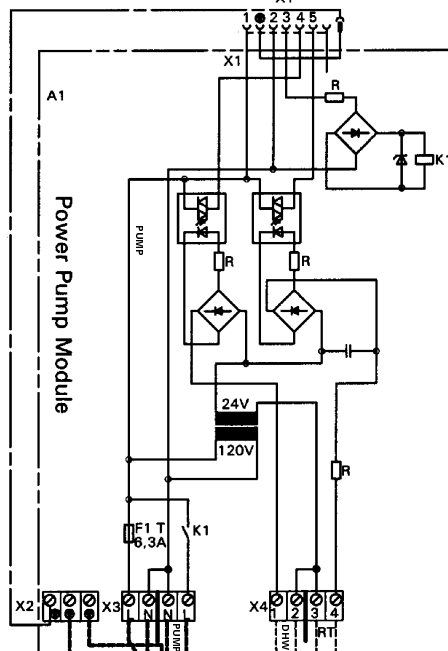 X1
1 2 3 4 5
X1
A1
R
K1
PUMP
Power Pump Module
R
R
24V
120V
R
F1 T
6,3A
K1
X2
X3
L N N L
X4
1 2 3 4
PUMP
DHW
RT